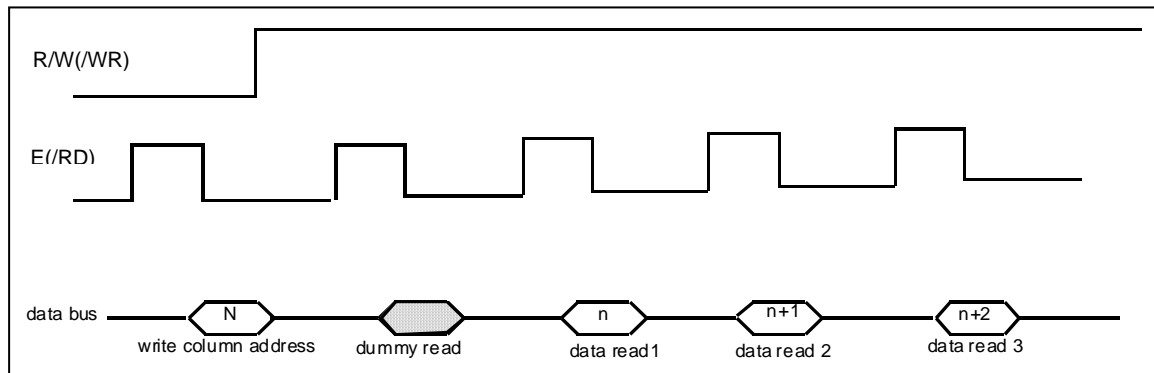 R/W(/WR)
E(/RD)
data bus
N
n
n+1
n+2
write column address
dummy read
data read1
data read 2
data read 3